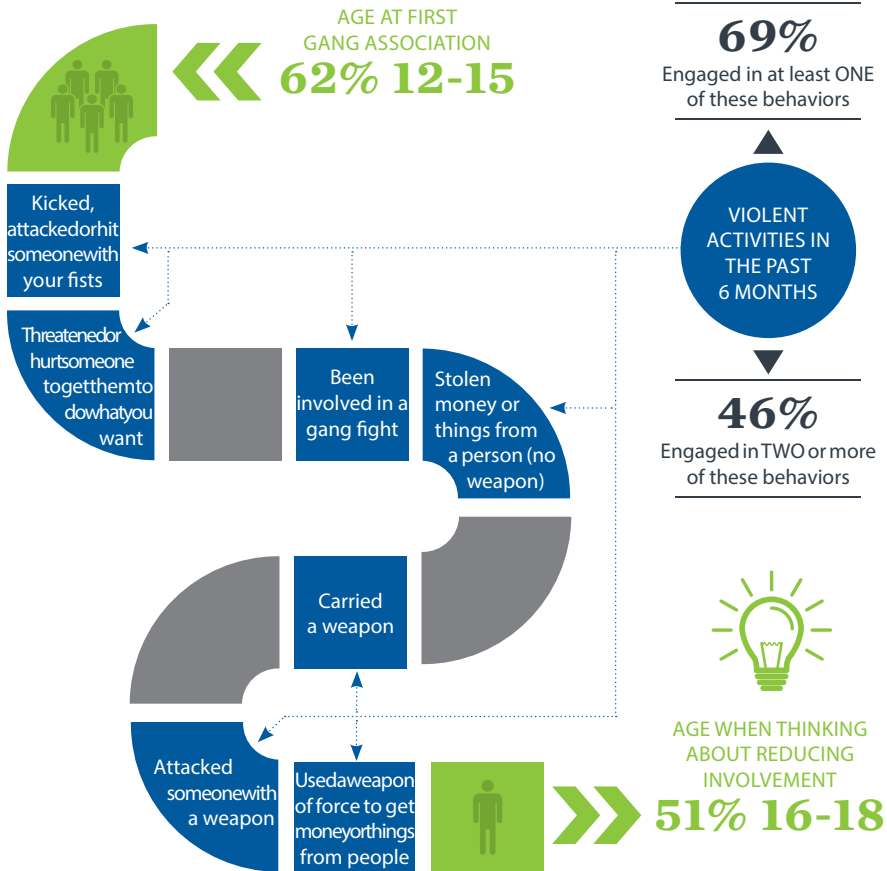 AGE AT FIRST
GANG ASSOCIATION
62% 12-15
69%
Engaged in at least ONE
of these behaviors
VIOLENT
ACTIVITIES IN
THE PAST
6 MONTHS
46%
Engaged in TWO or more
of these behaviors
Kicked,
attackedorhit
someonewith
your fists
Threatenedor
hurtsomeone
togetthemto
dowhatyou
want
Been
involved in a
gang fight
Stolen
money or
things from
a person (no
weapon)
Carried
a weapon
Attacked
someonewith
a weapon
Usedaweapon
of force to get
moneyorthings
from people
AGE WHEN THINKING
ABOUT REDUCING
INVOLVEMENT
51% 16-18